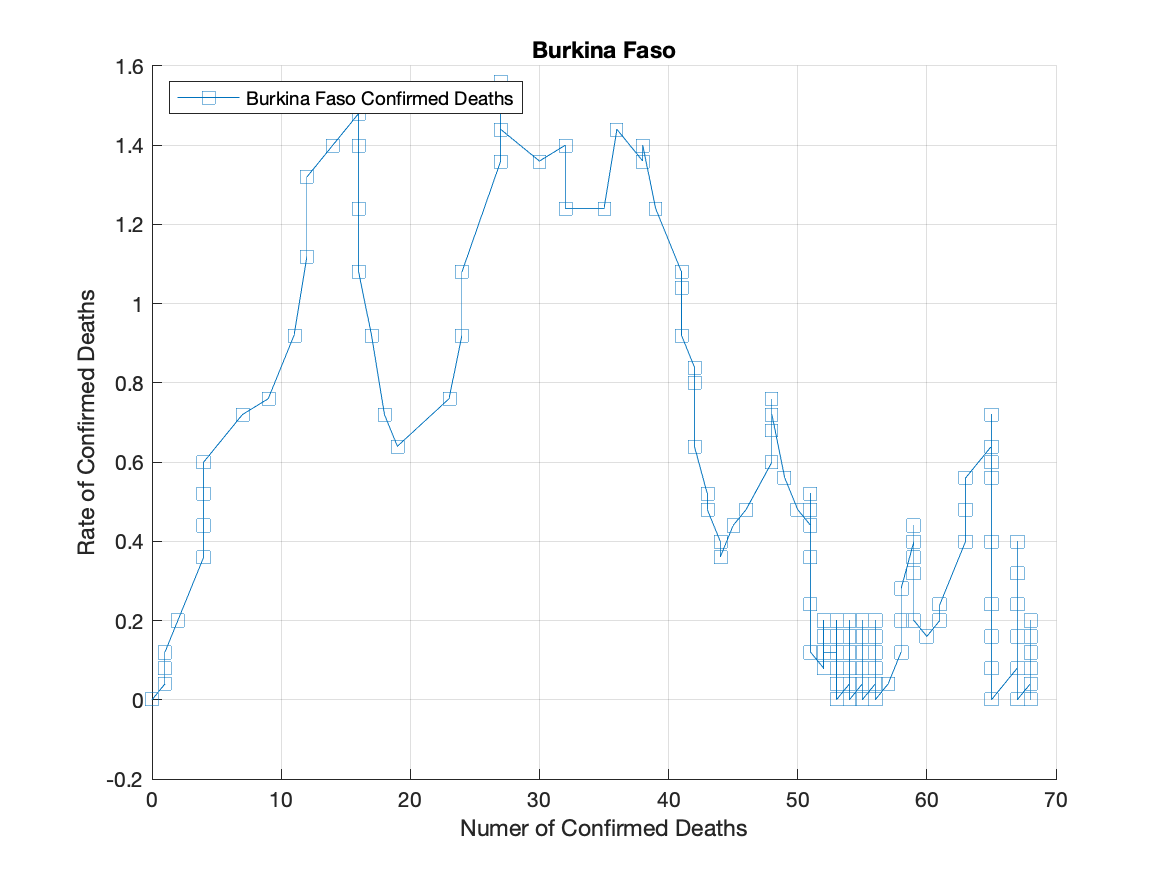 Burkina Faso
1.6
Burkina Faso Confirmed Deaths
1.4
1.2
1
0.8
0.6
0.4
0.2
0
-0.2
Rate of Confirmed Deaths
0 10 20 30 40 50 60 70
Numer of Confirmed Deaths